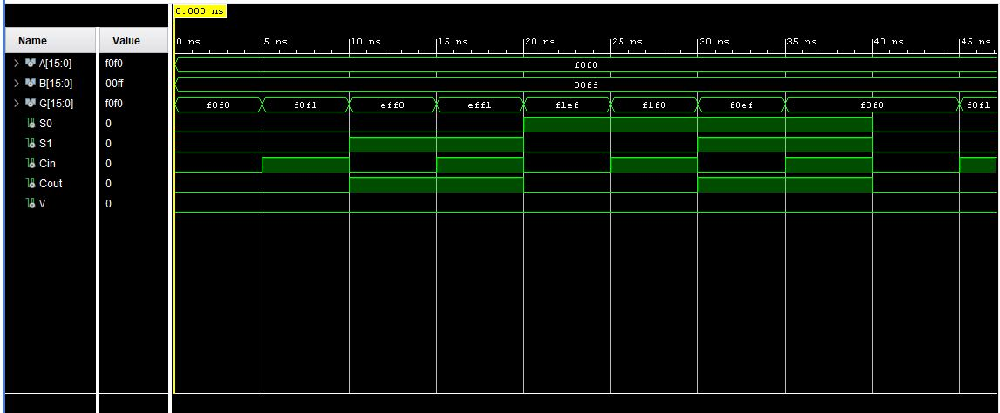 0.000 ns
Name Value
0 ns 5 ns 10 ns 15 ns 20 ns 25 ns 30 ns 35 ns 40 ns 45 ns
A[15:0] f0f0 f0f0
B[15:0] 00ff 00ff
G[15:0] f0f0 f0f0 f0f1 eff0 eff1 f1ef f1f0 f0ef f0f0 f0f1
S0 0
S1 0
Cin 0
Cout 0
V 0